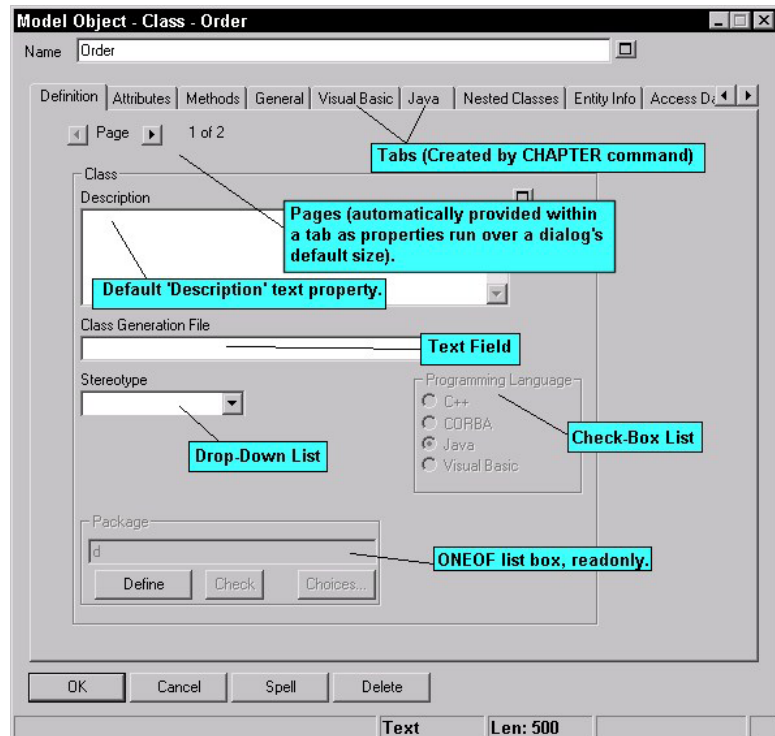 Model Object - Class - Order
Name Order
Definition Attributes Methods General Visual Basic Java Nested Classes Entity Info Access
Page 1 of 2
Tabs (Created by CHAPTER command)
Class
Description
Pages (automatically provided within
a tab as properties run over a dialog's
default size).
Default 'Description' text property.
Class Generation File
Text Field
Stereotype
Programming Language
C++
CORBA
Java
Visual Basic
Check-Box List
Drop-Down List
Package
d
ONEOF list box, readonly.
Define Check Choices...
OK Cancel Spell Delete
Text Len: 500